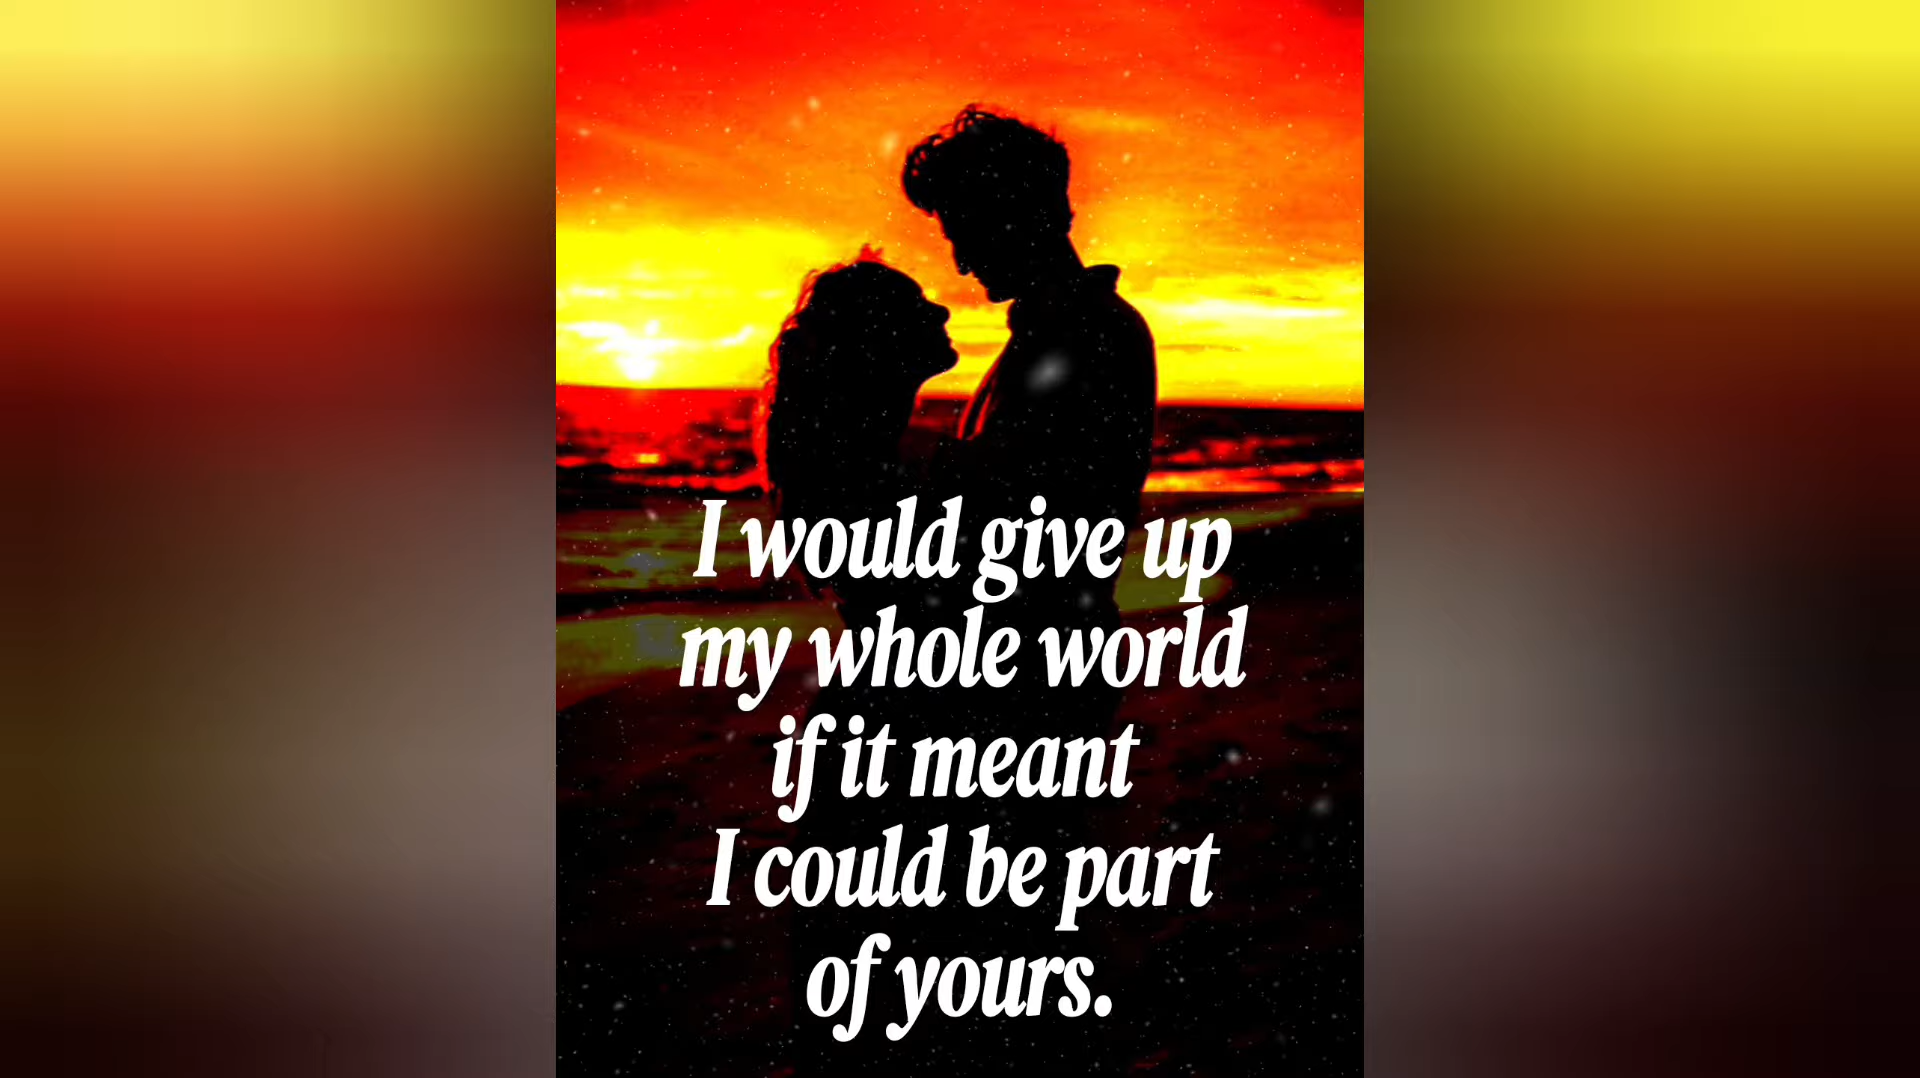 I would give up
my whole world
if it meant
I could be part
of yours.